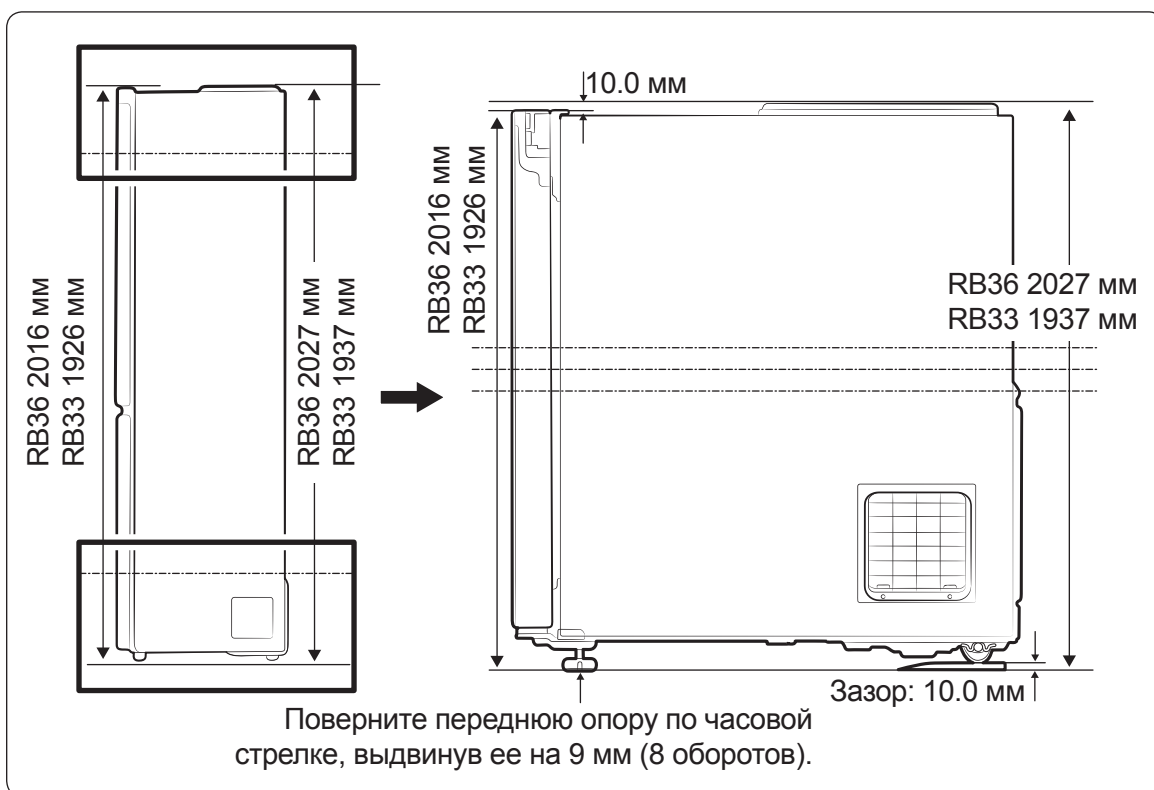 RB36 2016 мм
RB33 1926 мм
RB36 2027 мм
RB33 1937 мм
10.0 мм
RB36 2016 мм
RB33 1926 мм
RB36 2027 мм
RB33 1937 мм
Зазор: 10.0 мм
Поверните переднюю опору по часовой
стрелке, выдвинув ее на 9 мм (8 оборотов).